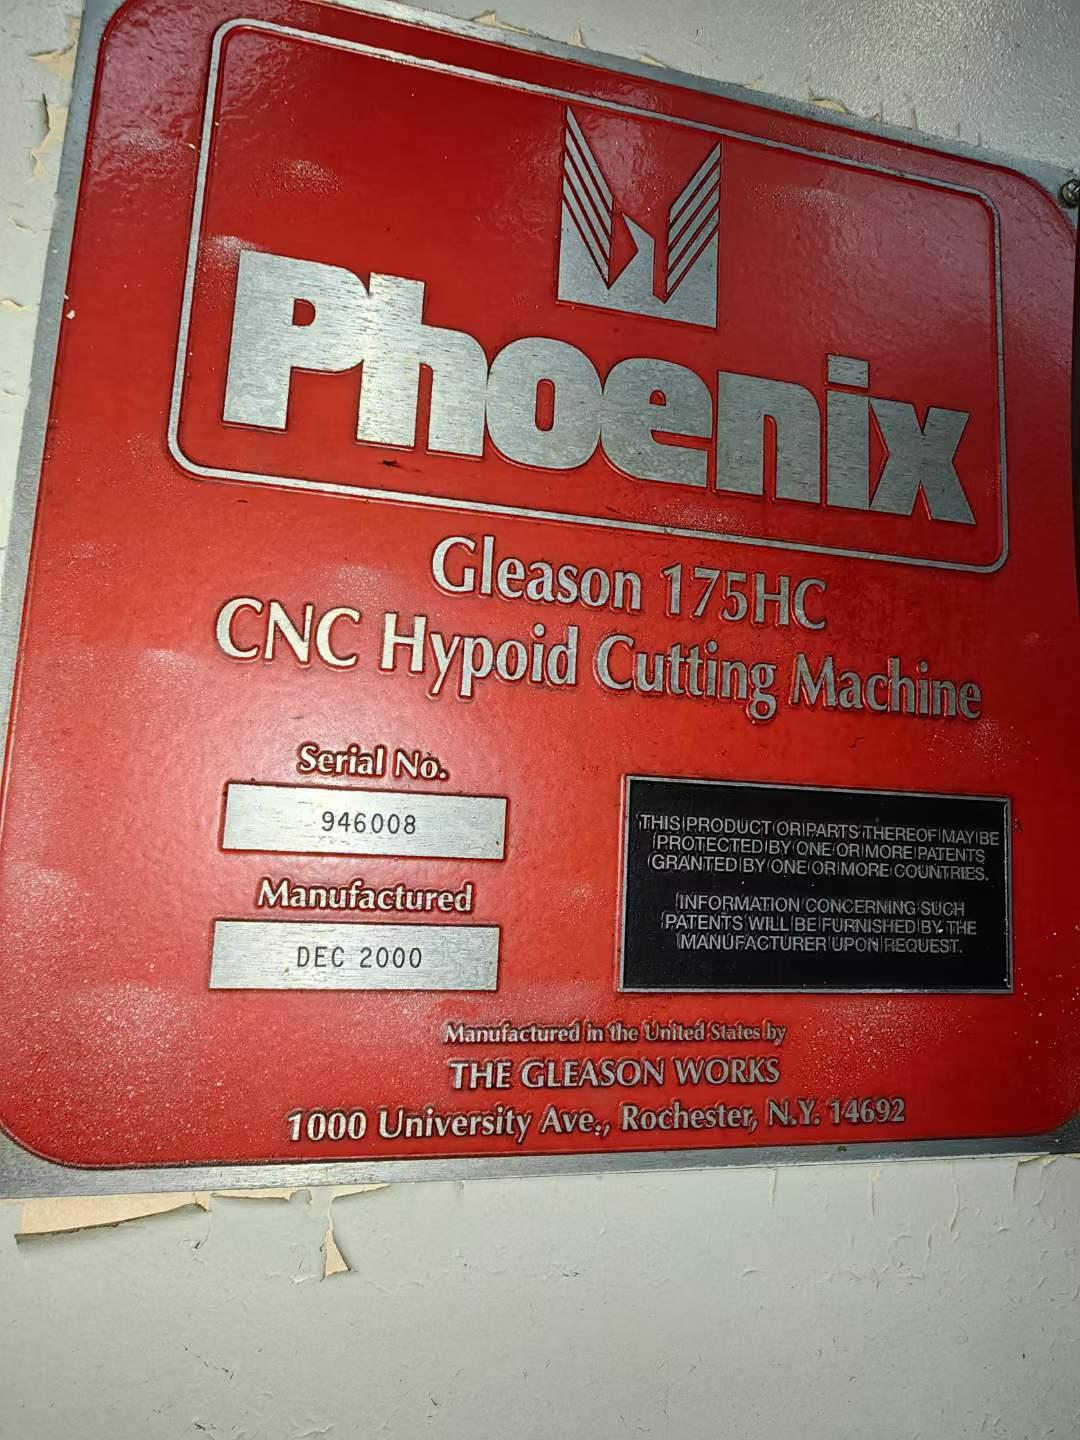 Phoenix
Gleason 175HC
CNC Hypoid Cutting Machine
Serial No.
946008
Manufactured
DEC 2000
THIS PRODUCT OR PARTS THEREOF MAY BE
PROTECTED BY ONE OR MORE PATENTS
GRANTED BY ONE OR MORE COUNTRIES.
INFORMATION CONCERNING SUCH
PATENTS WILL BE FURNISHED BY THE
MANUFACTURER UPON REQUEST.
Manufactured in the United States by
THE GLEASON WORKS
1000 University Ave., Rochester, N.Y. 14692